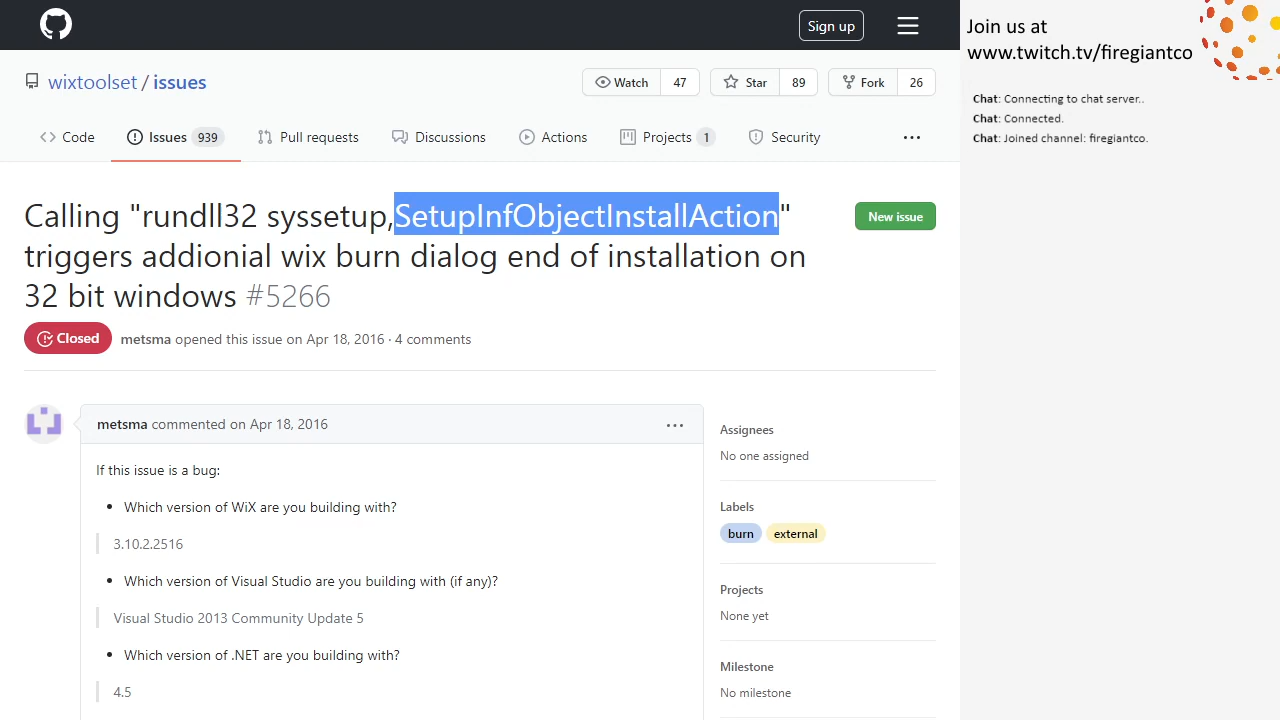 Sign up
Join us at
www.twitch.tv/firegiantco
wixtoolset / issues
Watch 47
Star 89
Fork 26
Chat: Connecting to chat server..
Chat: Connected.
Chat: Joined channel: firegiantco.
Code
Issues 939
Pull requests
Discussions
Actions
Projects 1
Security
Calling "rundll32 syssetup,SetupInfObjectInstallAction"
triggers addionial wix burn dialog end of installation on
32 bit windows #5266
New issue
Closed
metsma opened this issue on Apr 18, 2016 · 4 comments
metsma commented on Apr 18, 2016
If this issue is a bug:
• Which version of WiX are you building with?
3.10.2.2516
• Which version of Visual Studio are you building with (if any)?
Visual Studio 2013 Community Update 5
• Which version of .NET are you building with?
4.5
Assignees
No one assigned
Labels
burn external
Projects
None yet
Milestone
No milestone